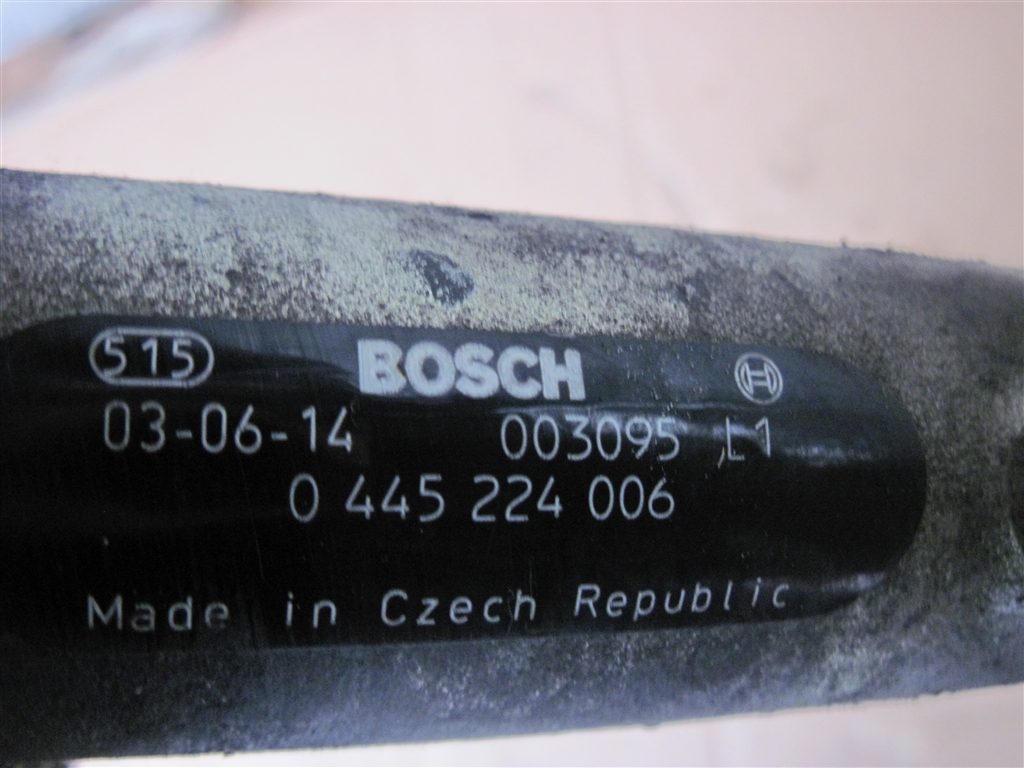 515 BOSCH
03-06-14 003095 L1
0 445 224 006
Made in Czech Republic